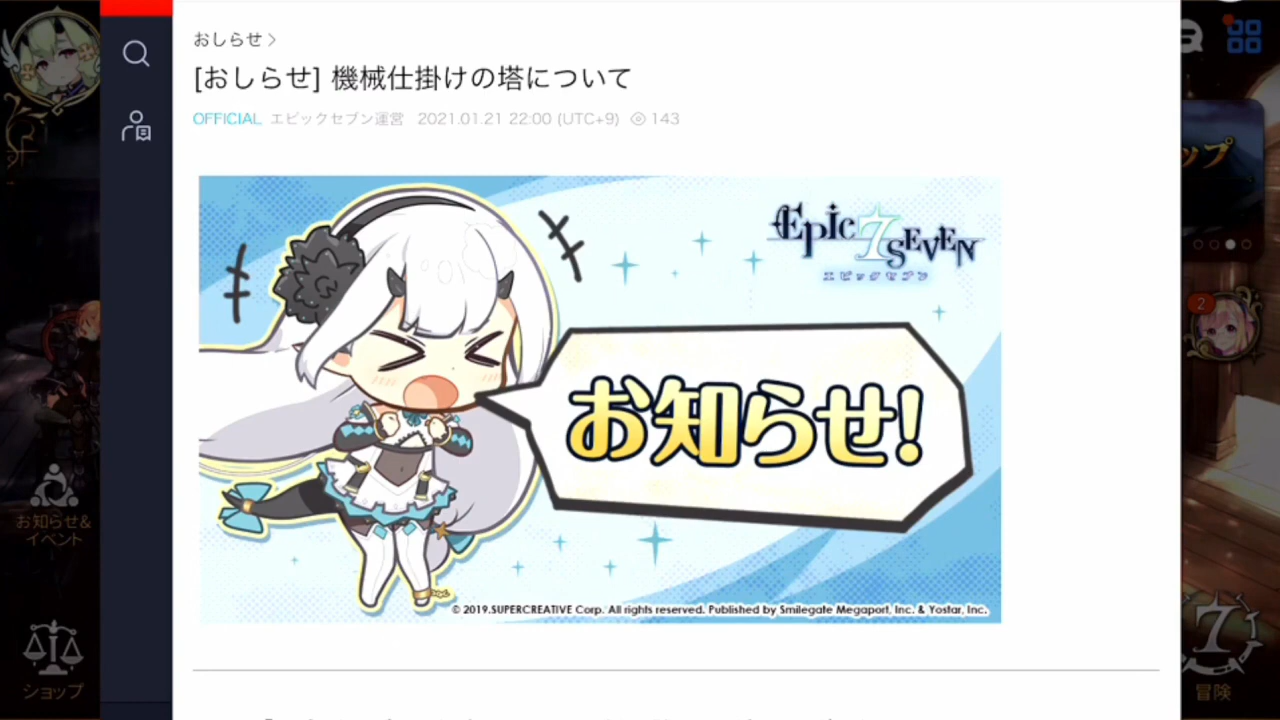 おしらせ
[おしらせ] 機械仕掛けの塔について
OFFICIAL エピックセブン運営 2021.01.21 22:00 (UTC+9) 143
Epic 7 SEVEN
エピックセブン
お知らせ!
© 2019.SUPERCREATIVE Corp. All rights reserved. Published by Smilegate Megaport, Inc. & Yostar, Inc.
お知らせ&
イベント
ショップ
ップ
2
7
冒険